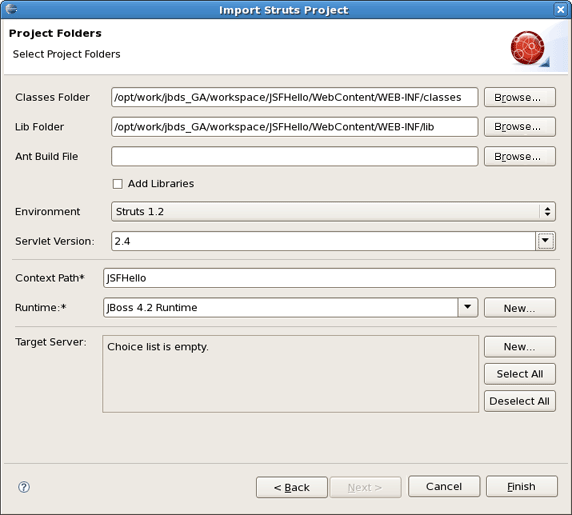 Import Struts Project
Project Folders
Select Project Folders
Classes Folder /opt/work/jbds_GA/workspace/JSFHello/WebContent/WEB-INF/classes Browse...
Lib Folder /opt/work/jbds_GA/workspace/JSFHello/WebContent/WEB-INF/lib Browse...
Ant Build File Browse...
Add Libraries
Environment Struts 1.2
Servlet Version: 2.4
Context Path* JSFHello
Runtime:* JBoss 4.2 Runtime New...
Target Server: Choice list is empty. New...
Select All
Deselect All
? < Back Next > Cancel Finish